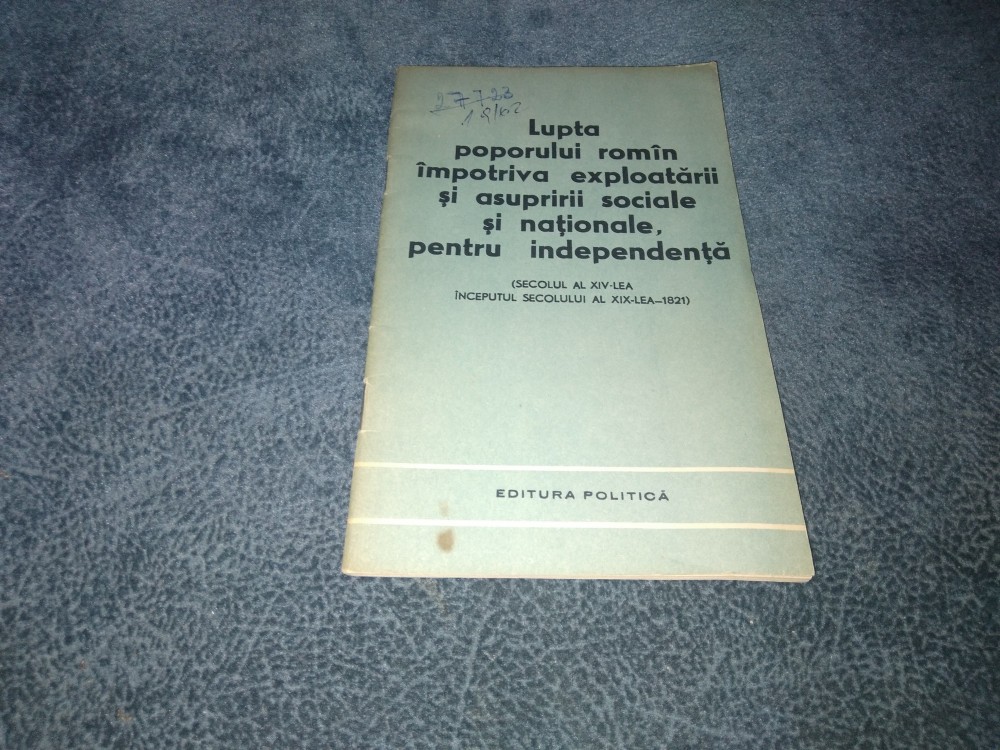 27723
Lupta
poporului romîn
împotriva exploatării
și asupririi sociale
și naționale,
pentru independență
(SECOLUL AL XIV-LEA
ÎNCEPUTUL SECOLULUI AL XIX-LEA—1821)
EDITURA POLITICĂ